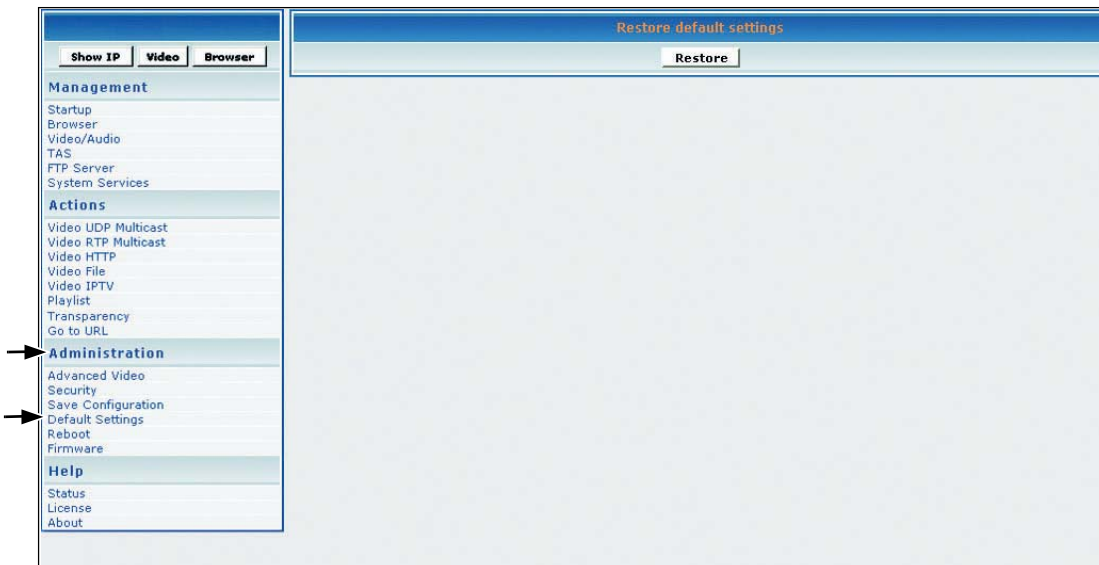 Show IP Video Browser
Management
Startup
Browser
Video/Audio
TAS
FTP Server
System Services
Actions
Video UDP Multicast
Video RTP Multicast
Video HTTP
Video File
Video IPTV
Playlist
Transparency
Go to URL
Administration
Advanced Video
Security
Save Configuration
Default Settings
Reboot
Firmware
Help
Status
License
About
Restore default settings
Restore